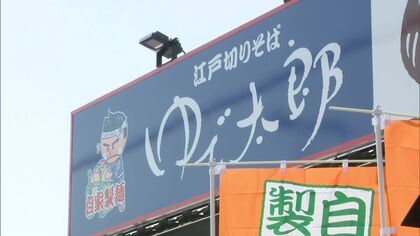 江戸切りそば
ゆで太郎
自家製麺
自
製